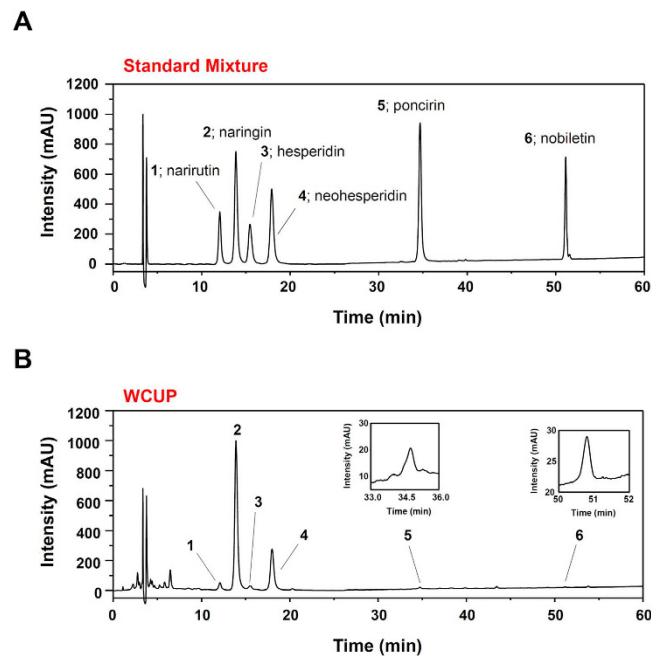 A
Standard Mixture
Intensity (mAU)
1200
1000
800
600
400
200
0
1; narirutin
2; naringin
3; hesperidin
4; neohesperidin
5; poncirin
6; nobiletin
0 10 20 30 40 50 60
Time (min)
B
WCUP
Intensity (mAU)
1200
1000
800
600
400
200
0
1
2
3
4
5
6
Intensity (mAU)
30
20
10
0
33.0 34.5 36.0
Time (min)
Intensity (mAU)
30
27
25
21
50 51 52
Time (min)
0 10 20 30 40 50 60
Time (min)